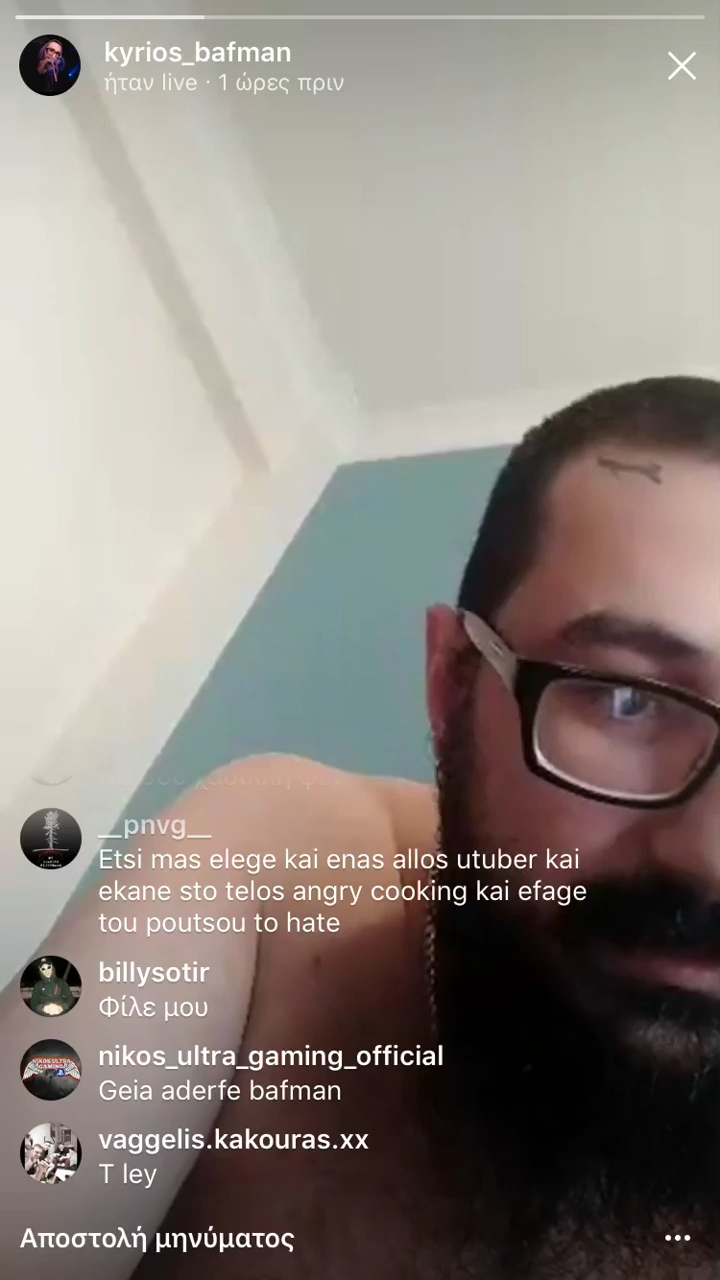 kyrios_bafman
ήταν live · 1 ώρες πριν
__pnvg__
Etsi mas elege kai enas allos utuber kai
ekane sto telos angry cooking kai efage
tou poutsou to hate
billysotir
Φίλε μου
nikos_ultra_gaming_official
Geia aderfe bafman
vaggelis.kakouras.xx
T ley
Αποστολή μηνύματος